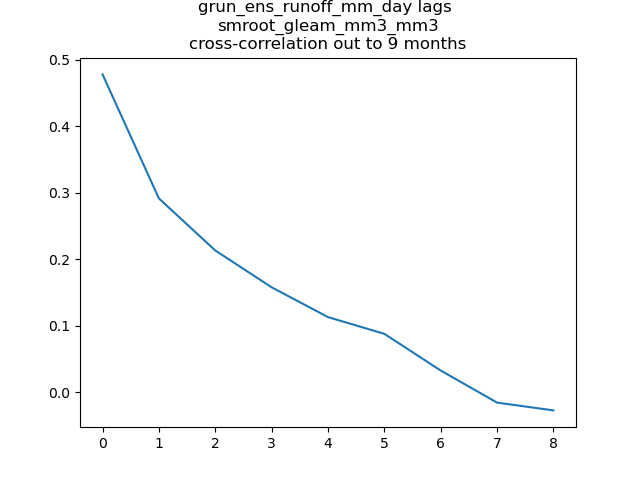 grun_ens_runoff_mm_day lags
smroot_gleam_mm3_mm3
cross-correlation out to 9 months
0.5
0.4
0.3
0.2
0.1
0.0
0 1 2 3 4 5 6 7 8